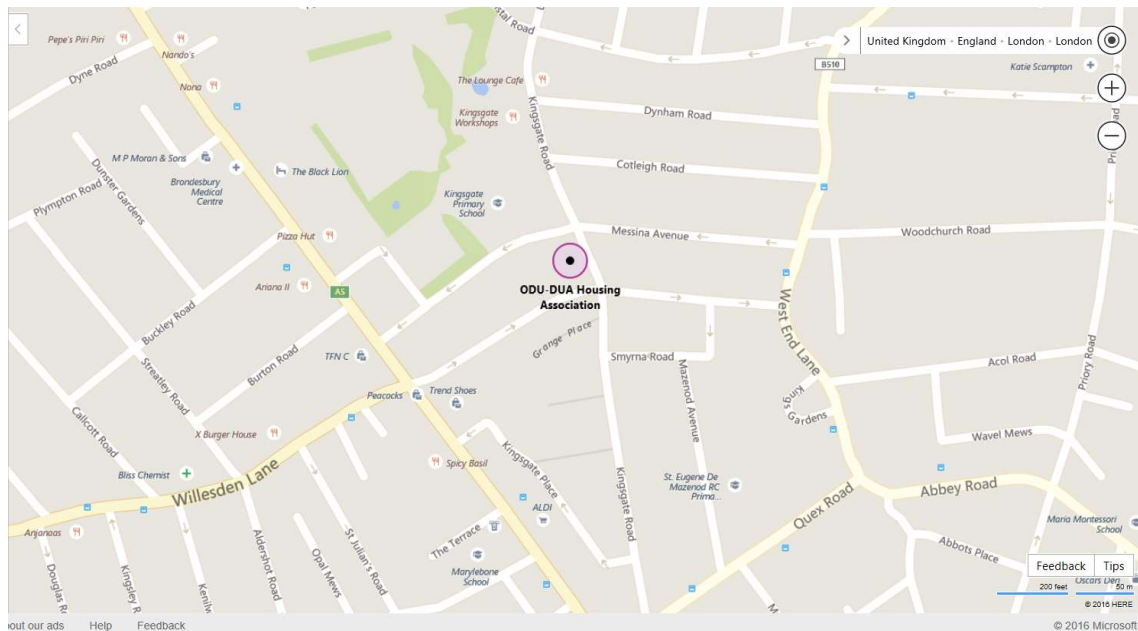 Pepe's Piri Piri
Nando's
Dyne Road
Nona
The Lounge Cafe
Kingsgate
Workshops
Kingsgate Road
B510
United Kingdom - England - London - London
Katie Scampton
Dynham Road
Cotleigh Road
M P Moran & Sons
Brondesbury
Medical
Centre
The Black Lion
Dunster Gardens
Plympton Road
Kingsgate
Primary
School
Pizza Hut
Messina Avenue
Woodchurch Road
Ariana II
A5
ODU-DUA Housing
Association
Buckley Road
Burton Road
TFN C
Grange Place
Smyrna Road
West End Lane
Acol Road
Priory Road
Streatley Road
Callcott Road
Peacocks
Trend Shoes
Mazenod Avenue
King's Gardens
X Burger House
Wavel Mews
Spicy Basil
Kingsgate Place
Kingsgate Road
Bliss Chemist
Willesden Lane
St. Eugene De
Mazenod RC
Prima...
Quex Road
Abbey Road
ALDI
Anjanaas
The Terrace
Maria Montessori
School
Abbots Place
Aldershot Road
Opal Mews
St Julian's Road
Marylebone
School
Douglas R
Kingsley R
Kenilw
Feedback
Tips
Oscars Den
200 feet
50 m
© 2016 HERE
out our ads
Help
Feedback
© 2016 Microsoft